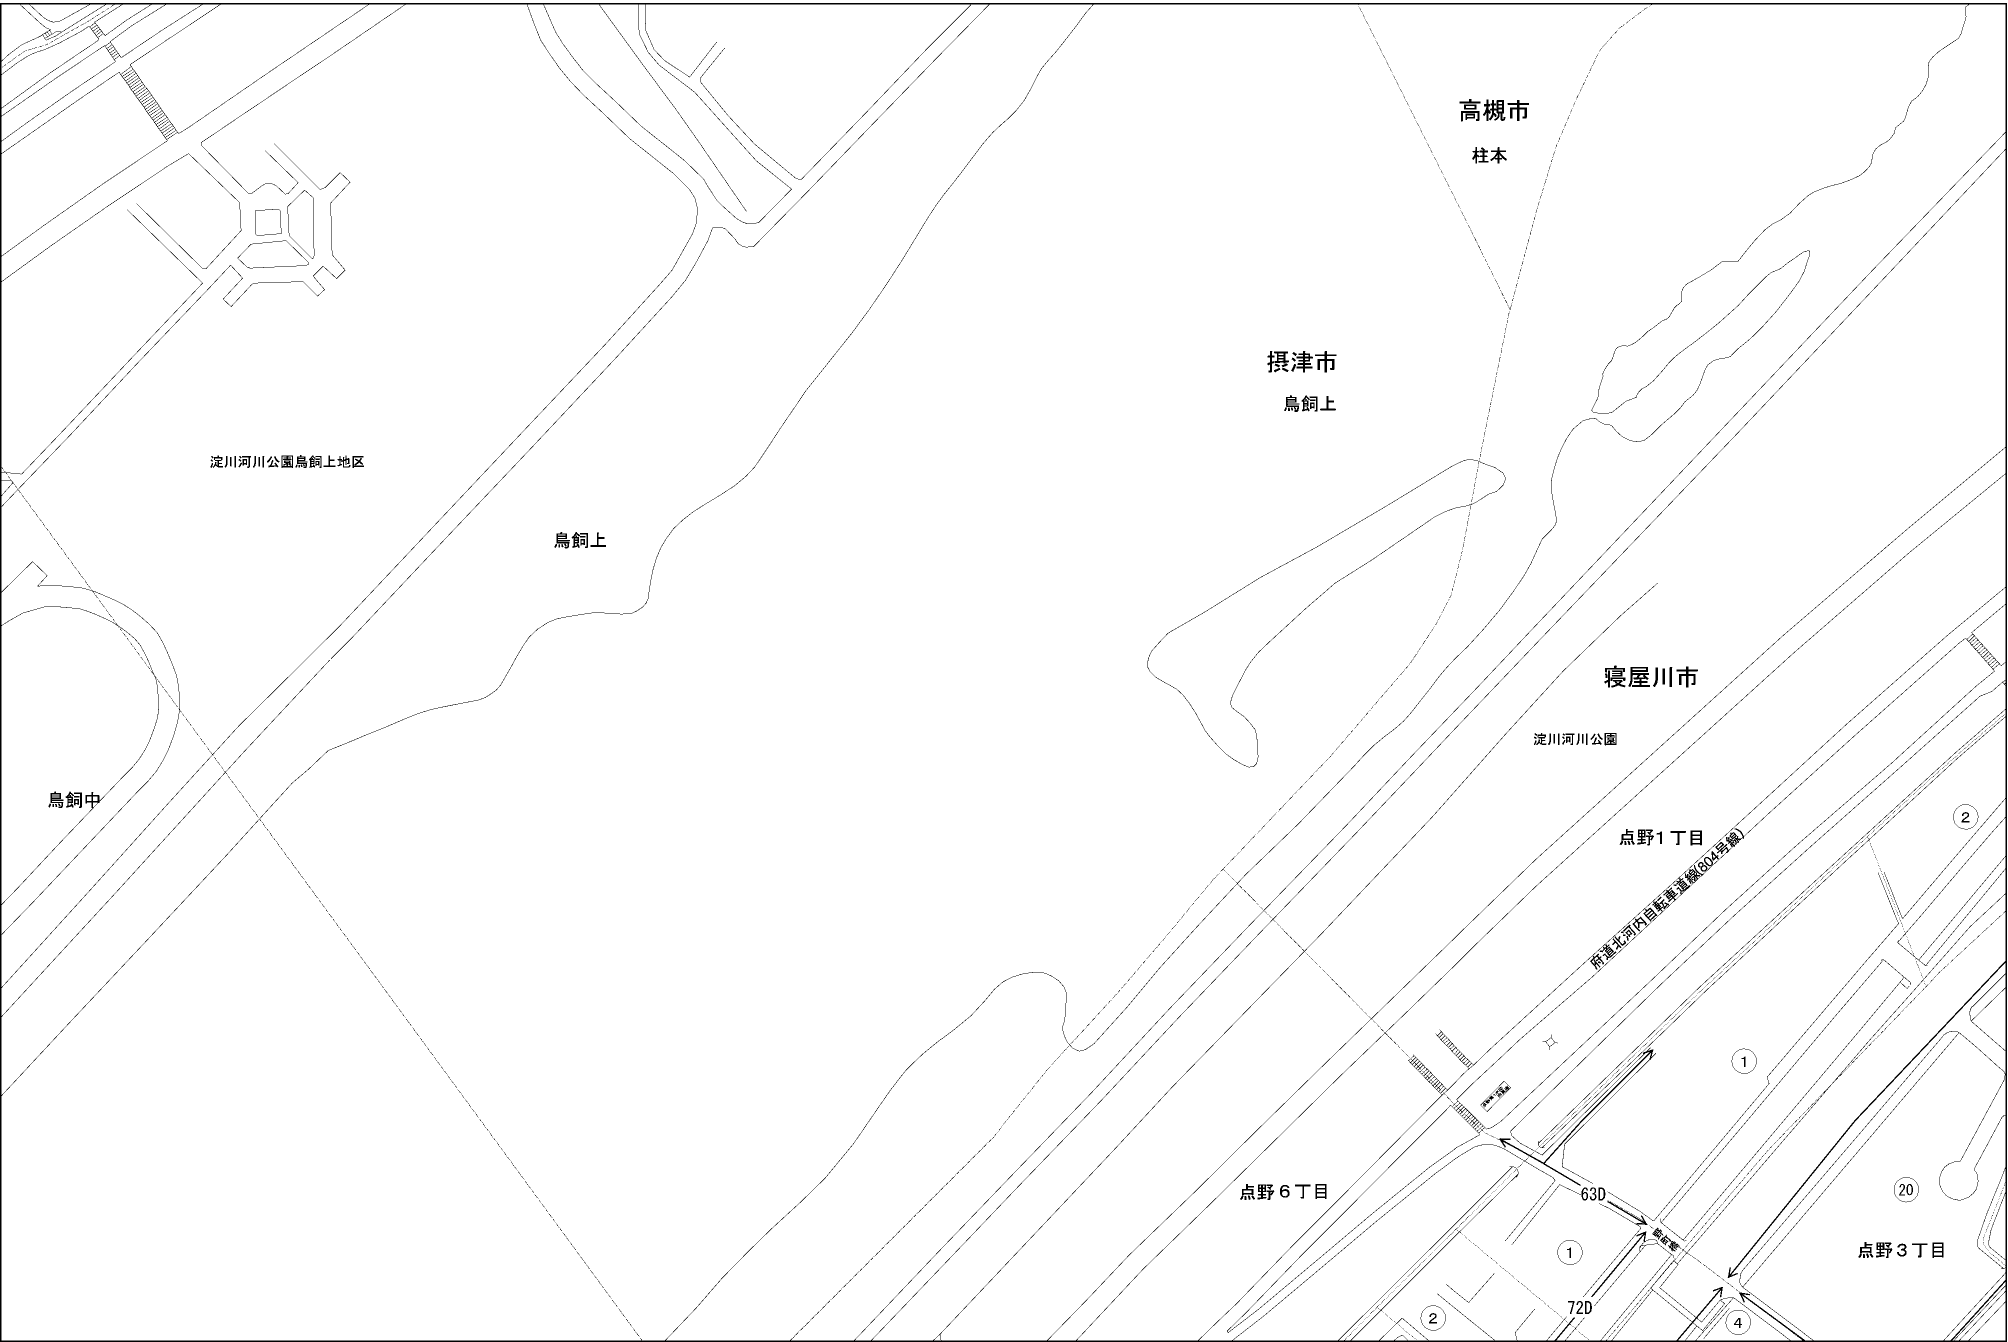 高槻市
柱本
摂津市
鳥飼上
淀川河川公園鳥飼上地区
鳥飼上
寝屋川市
淀川河川公園
鳥飼中
点野1丁目
2
府道北河内自転車道線(804号線)
1
点野6丁目
63D
20
1
点野3丁目
72D
2
4